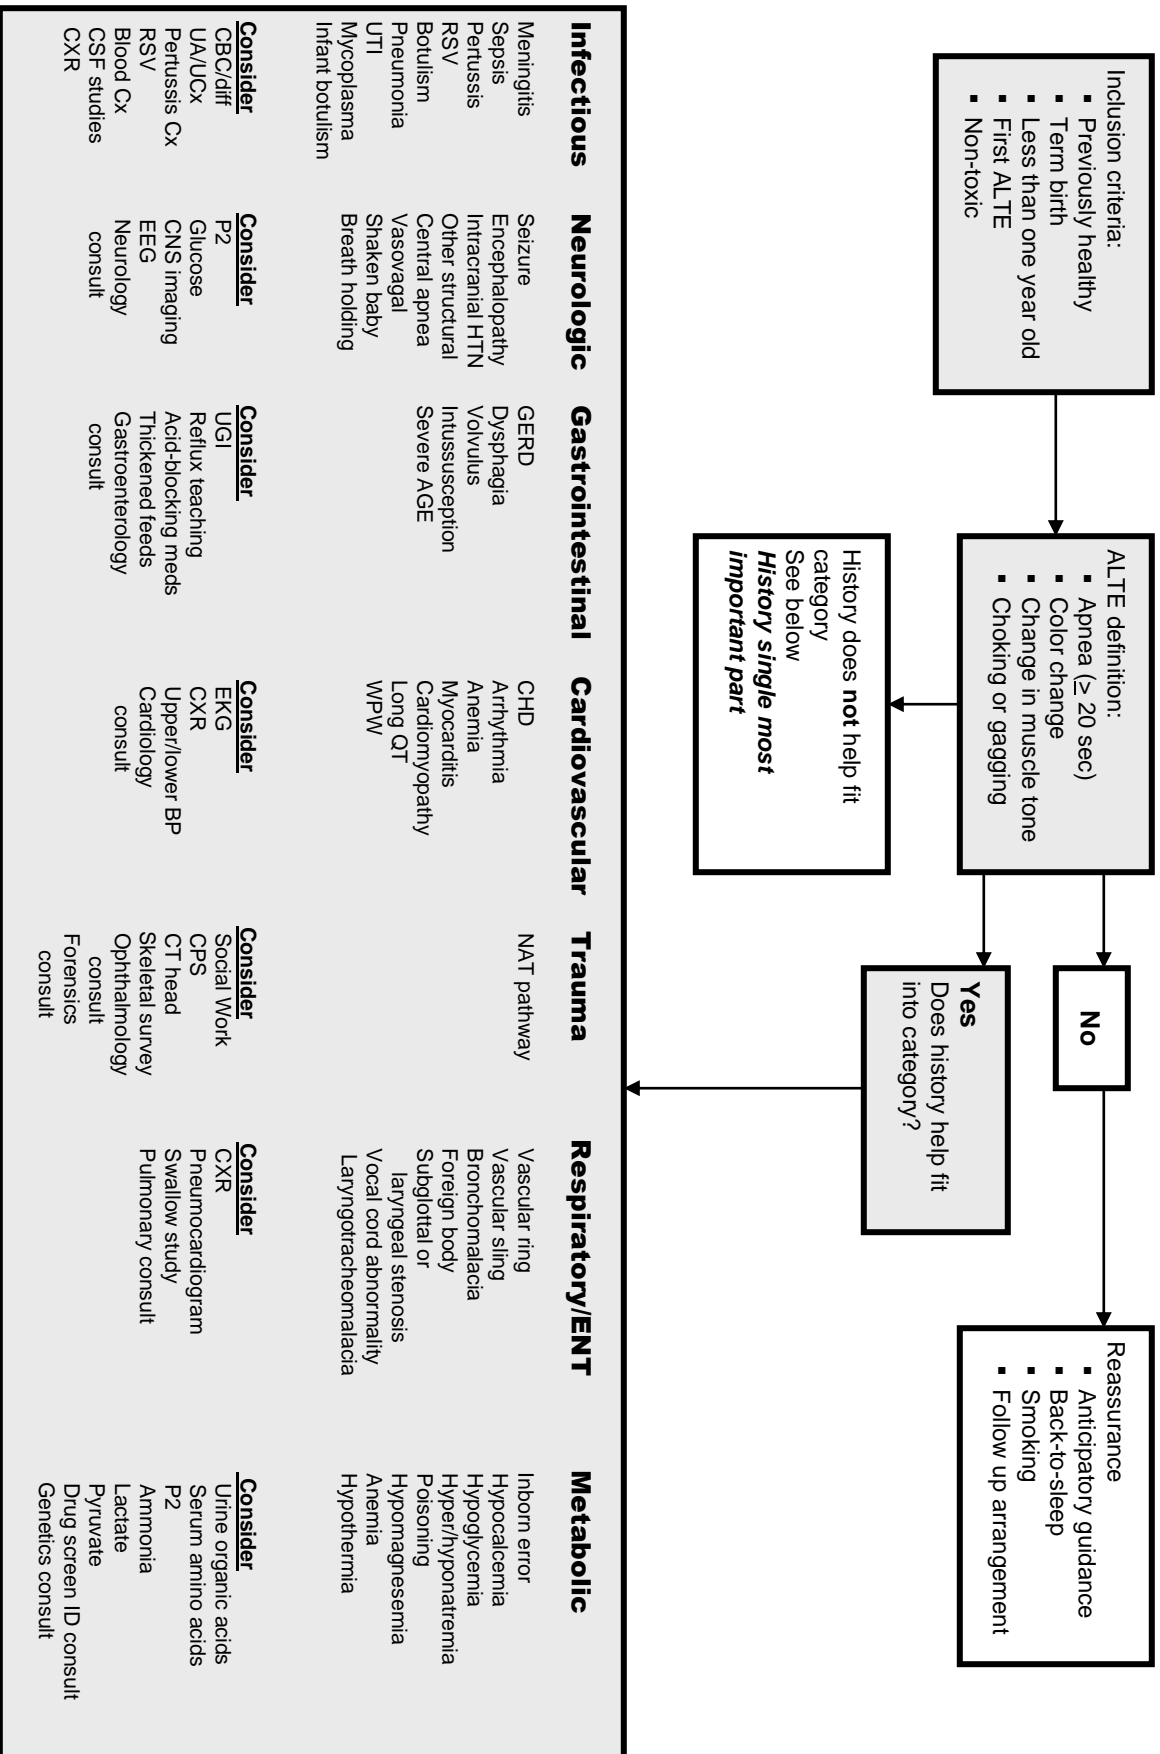 Inclusion criteria:
▪ Previously healthy
▪ Term birth
▪ Less than one year old
▪ First ALTE
▪ Non-toxic
ALTE definition:
▪ Apnea (≥ 20 sec)
▪ Color change
▪ Change in muscle tone
▪ Choking or gagging
No
Reassurance
▪ Anticipatory guidance
▪ Back-to-sleep
▪ Smoking
▪ Follow up arrangement
Yes
Does history help fit
into category?
History does not help fit
category
See below
History single most
important part
Infectious
Meningitis
Sepsis
Pertussis
RSV
Botulism
Pneumonia
UTI
Mycoplasma
Infant botulism
Consider
CBC/diff
UA/UCx
Pertussis Cx
RSV
Blood Cx
CSF studies
CXR
Neurologic
Seizure
Encephalopathy
Intracranial HTN
Other structural
Central apnea
Vasovagal
Shaken baby
Breath holding
Consider
P2
Glucose
CNS imaging
EEG
Neurology
consult
Gastrointestinal
GERD
Dysphagia
Volvulus
Intussusception
Severe AGE
Consider
UGI
Reflux teaching
Acid-blocking meds
Thickened feeds
Gastroenterology
consult
Cardiovascular
CHD
Arrhythmia
Anemia
Myocarditis
Cardiomyopathy
Long QT
WPW
Consider
EKG
CXR
Upper/lower BP
Cardiology
consult
Trauma
NAT pathway
Consider
Social Work
CPS
CT head
Skeletal survey
Ophthalmology
consult
Forensics
consult
Respiratory/ENT
Vascular ring
Vascular sling
Bronchomalacia
Foreign body
Subglottal or
laryngeal stenosis
Vocal cord abnormality
Laryngotracheomalacia
Consider
CXR
Pneumocardiogram
Swallow study
Pulmonary consult
Metabolic
Inborn error
Hypocalcemia
Hypoglycemia
Hyper/hyponatremia
Poisoning
Hypomagnesemia
Anemia
Hypothermia
Consider
Urine organic acids
Serum amino acids
P2
Ammonia
Lactate
Pyruvate
Drug screen ID consult
Genetics consult